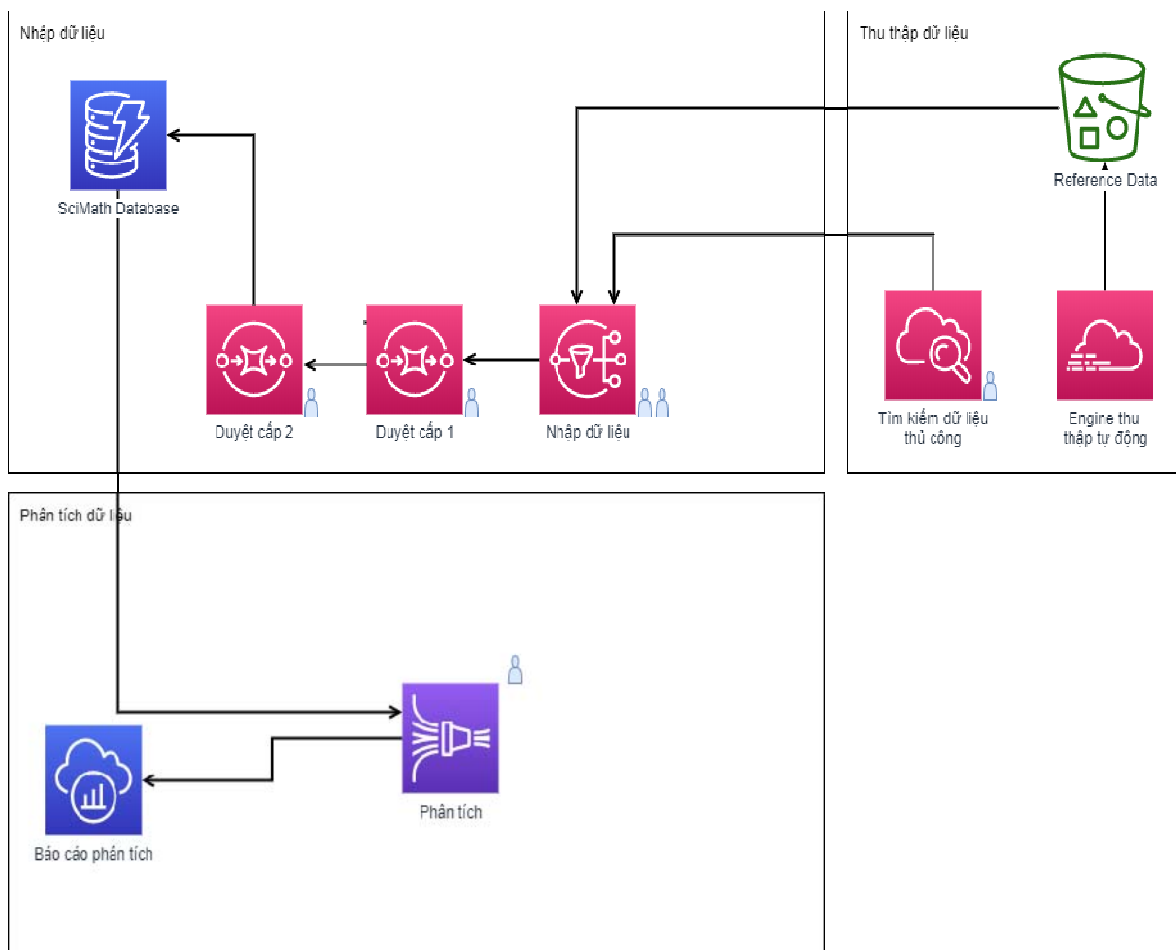 Nhập dữ liệu
Thu thập dữ liệu
SciMath Database
Reference Data
Duyệt cấp 2
Duyệt cấp 1
Nhập dữ liệu
Tìm kiếm dữ liệu
thủ công
Engine thu
thập tự động
Phân tích dữ liệu
Phân tích
Báo cáo phân tích